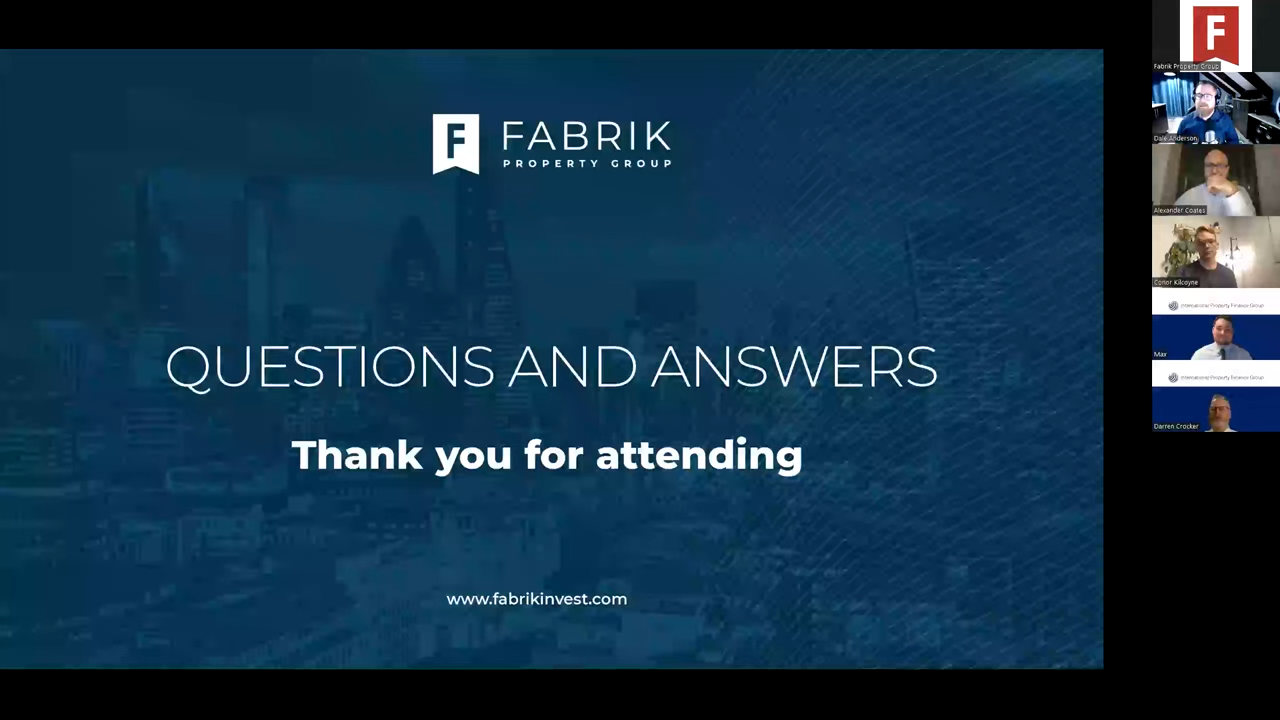 F FABRIK
PROPERTY GROUP
QUESTIONS AND ANSWERS
Thank you for attending
www.fabrikinvest.com
F
Fabrik Property Group
Dale Anderson
Alexander Coates
Conor Kilcoyne
International Property Finance Group
Max
International Property Finance Group
Darren Crocker